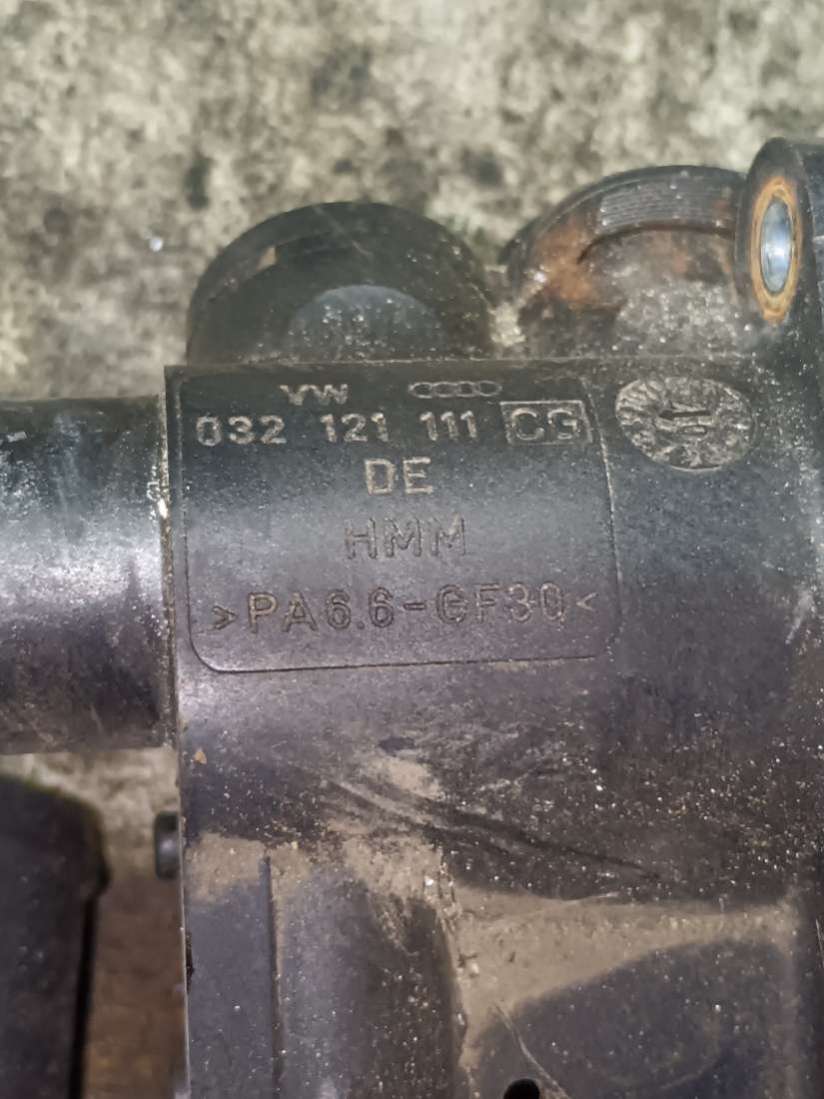 VW
032 121 111 CG
DE
HMM
>PA6.6-GF30<